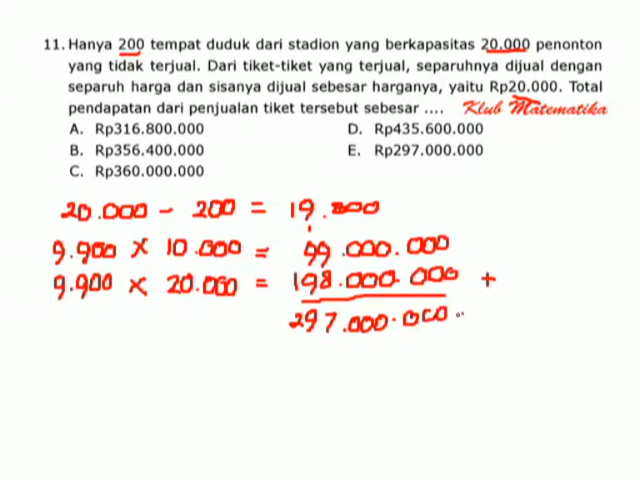 11. Hanya 200 tempat duduk dari stadion yang berkapasitas 20.000 penonton
yang tidak terjual. Dari tiket-tiket yang terjual, separuhnya dijual dengan
separuh harga dan sisanya dijual sebesar harganya, yaitu Rp20.000. Total
pendapatan dari penjualan tiket tersebut sebesar .... Klub Matematika
A. Rp316.800.000 D. Rp435.600.000
B. Rp356.400.000 E. Rp297.000.000
C. Rp360.000.000
20.000 - 200 = 19.800
9.900 x 10.000 = 99.000.000
9.900 x 20.000 = 198.000.000 +
297.000.000